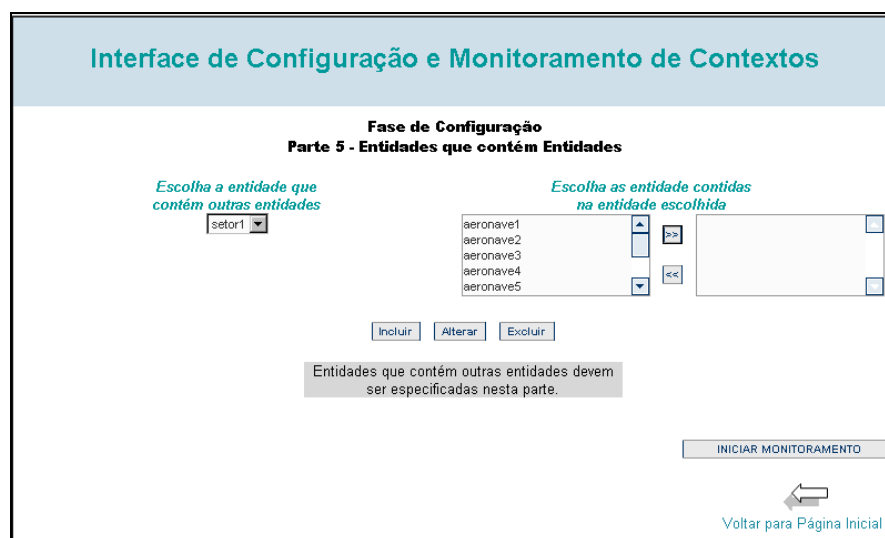 Interface de Configuração e Monitoramento de Contextos
Fase de Configuração
Parte 5 - Entidades que contém Entidades
Escolha a entidade que
contém outras entidades
setor1
Escolha as entidade contidas
na entidade escolhida
aeronave1
aeronave2
aeronave3
aeronave4
aeronave5
>>
<<
Incluir Alterar Excluir
Entidades que contém outras entidades devem
ser especificadas nesta parte.
INICIAR MONITORAMENTO
Voltar para Página Inicial